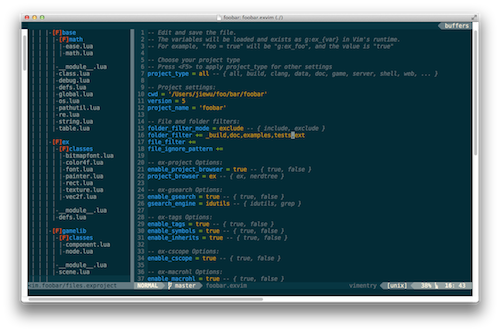 foobar: foobar.exvim (./)
buffers
-[F]base
-[F]math
-ease.lua
-math.lua
-__module__.lua
-class.lua
-debug.lua
-defs.lua
-global.lua
-os.lua
-pathutil.lua
-re.lua
-string.lua
-table.lua
-[F]ex
-[F]classes
-bitmapfont.lua
-color4f.lua
-font.lua
-painter.lua
-rect.lua
-texture.lua
-vec2f.lua
-__module__.lua
-defs.lua
-[F]gamelib
-[F]classes
-component.lua
-node.lua
-__module__.lua
-scene.lua
1 -- Edit and save the file.
2 -- The variables will be loaded and exists as g:ex_{var} in Vim's runtime.
3 -- For example, "foo = true" will be "g:ex_foo", and the value is "true"
4
5 -- Choose your project type
6 -- Press <F5> to apply project_type for other settings
7 project_type = all -- { all, build, clang, data, doc, game, server, shell, web, ... }
8
9 -- Project settings:
10 cwd = '/Users/jiewu/foo/bar/foobar'
11 version = 5
12 project_name = 'foobar'
13
14 -- File and folder filters:
15 folder_filter_mode = exclude -- { include, exclude }
16 folder_filter += _build,doc,examples,tests,ext
17 file_filter +=
18 file_ignore_pattern +=
19
20 -- ex-project Options:
21 enable_project_browser = true -- { true, false }
22 project_browser = ex -- { ex, nerdtree }
23
24 -- ex-gsearch Options:
25 enable_gsearch = true -- { true, false }
26 gsearch_engine = idutils -- { idutils, grep }
27
28 -- ex-tags Options:
29 enable_tags = true -- { true, false }
30 enable_symbols = true -- { true, false }
31 enable_inherits = true -- { true, false }
32
33 -- ex-cscope Options:
34 enable_cscope = true -- { true, false }
35
36 -- ex-macrohl Options:
37 enable_macrohl = true -- { true, false }
<im.foobar/files.exproject
NORMAL master foobar.exvim vimentry [unix] 38% 16: 43